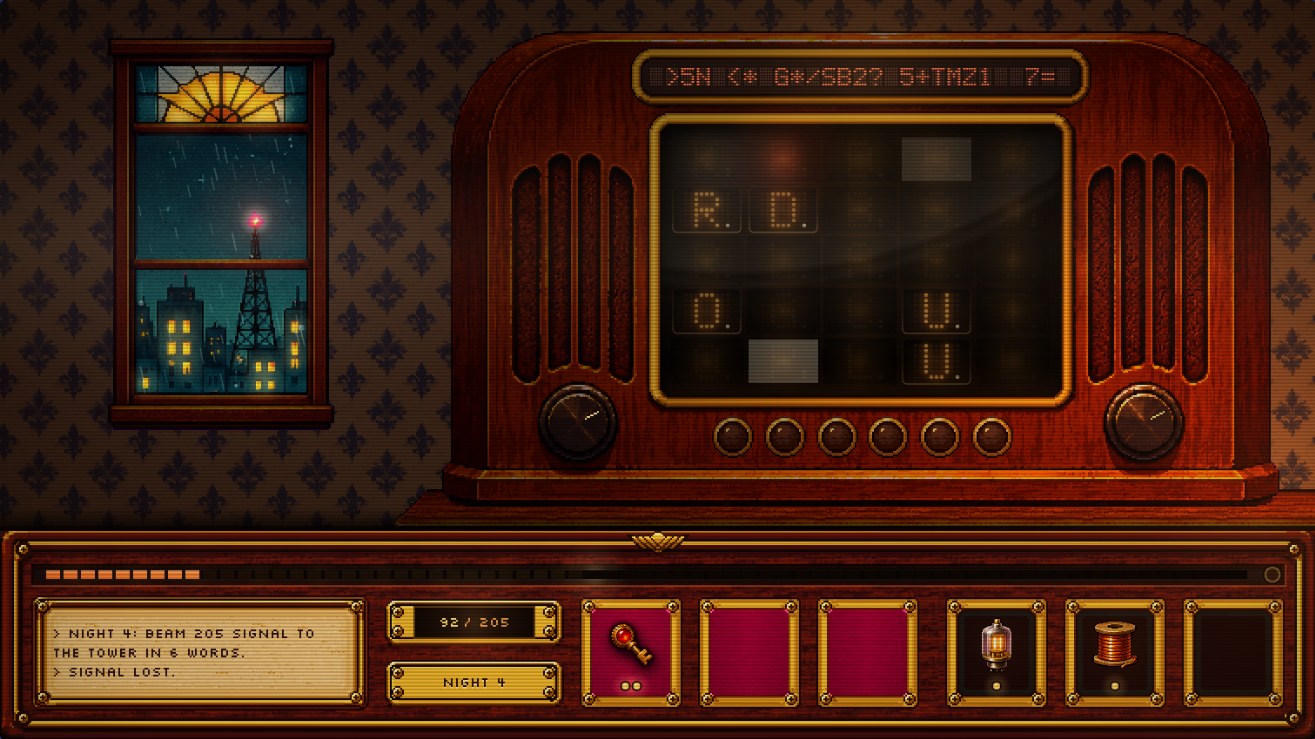 >5N <* G*/SB2? 5+TMZ1 7=
R. D.
O. U.
U.
> NIGHT 4: BEAM 205 SIGNAL TO
THE TOWER IN 6 WORDS.
> SIGNAL LOST.
92 / 205
NIGHT 4